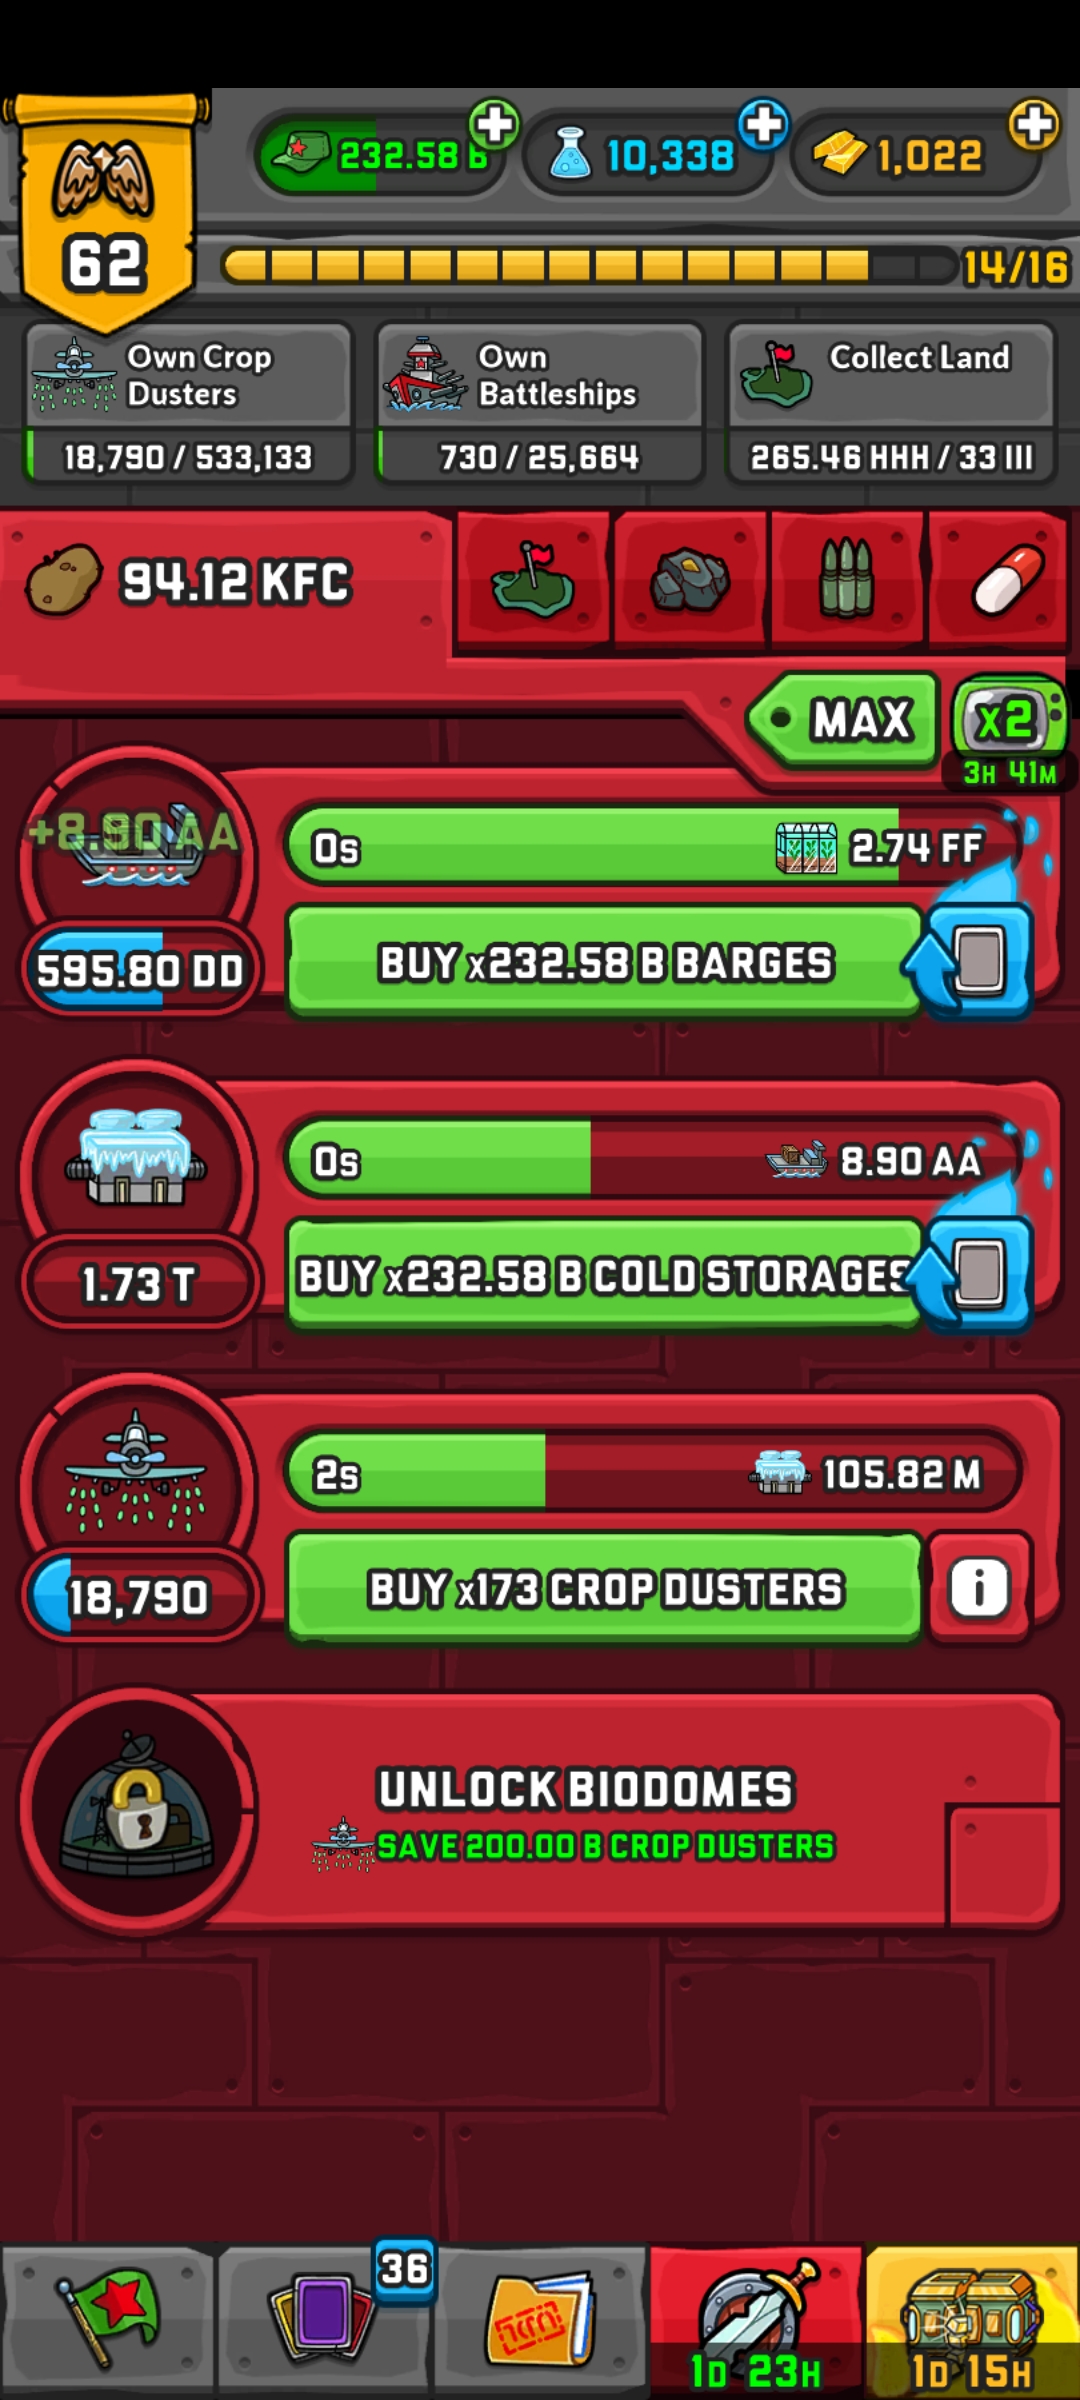 232.58 B
10,338
1,022
62
14/16
Own Crop
Dusters
18,790 / 533,133
Own
Battleships
730 / 25,664
Collect Land
265.46 HHH / 33 III
94.12 KFC
MAX
x2
3H 41M
+8.90 AA
0s
2.74 FF
595.80 DD
BUY x232.58 B BARGES
0s
8.90 AA
1.73 T
BUY x232.58 B COLD STORAGES
2s
105.82 M
18,790
BUY x173 CROP DUSTERS
i
UNLOCK BIODOMES
SAVE 200.00 B CROP DUSTERS
36
1D 23H
1D 15H